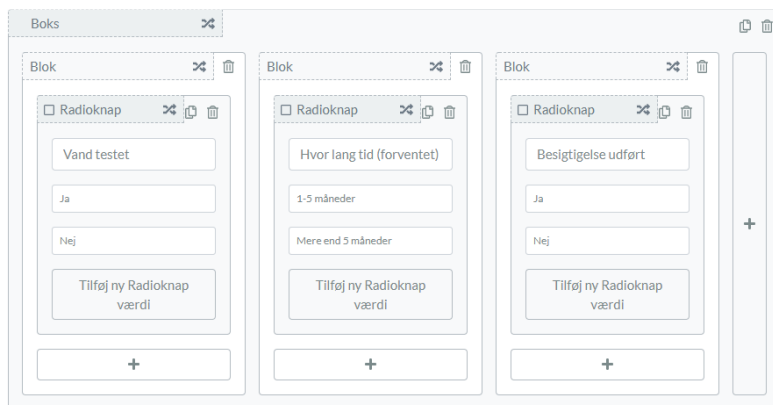 Boks
Blok
Radioknap
Vand testet
Ja
Nej
Tilføj ny Radioknap
værdi
Blok
Radioknap
Hvor lang tid (forventet)
1-5 måneder
Mere end 5 måneder
Tilføj ny Radioknap
værdi
Blok
Radioknap
Besigtigelse udført
Ja
Nej
Tilføj ny Radioknap
værdi